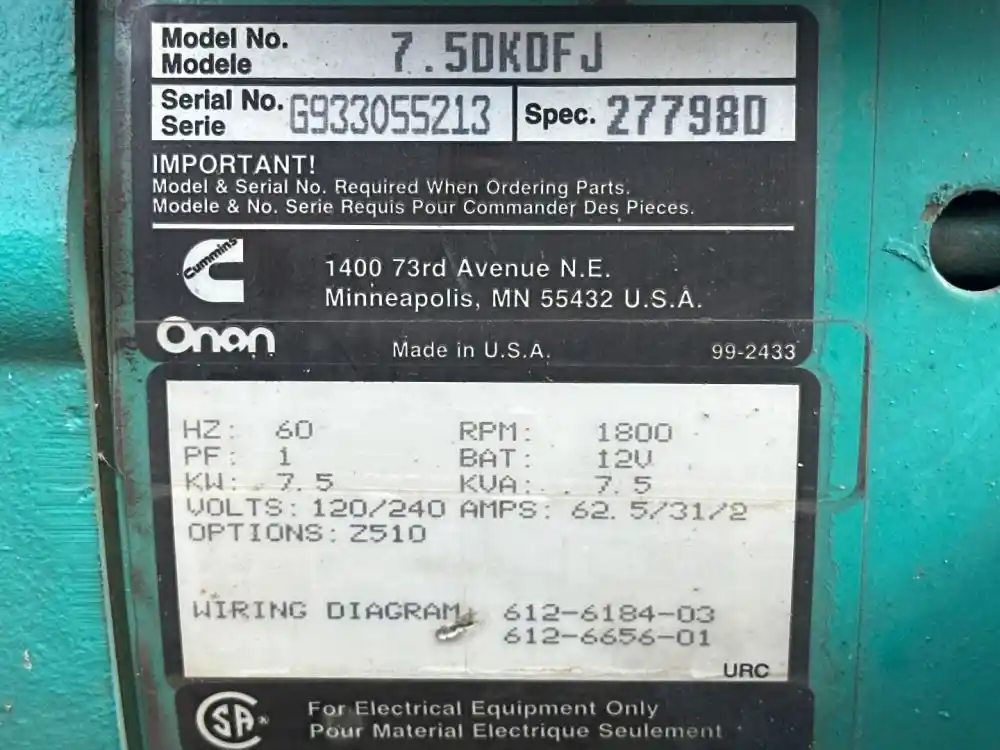 Model No. 7.5DKDFJ
Modele
Serial No. G933055213 Spec. 27798D
Serie
IMPORTANT!
Model & Serial No. Required When Ordering Parts.
Modele & No. Serie Requis Pour Commander Des Pieces.
Cummins
1400 73rd Avenue N.E.
Minneapolis, MN 55432 U.S.A.
Onan
Made in U.S.A. 99-2433
HZ: 60 RPM: 1800
PF: 1 BAT: 12V
KW: 7.5 KVA: 7.5
VOLTS: 120/240 AMPS: 62.5/31/2
OPTIONS: Z510
WIRING DIAGRAM 612-6184-03
612-6656-01
URC
SA ®
For Electrical Equipment Only
Pour Material Electrique Seulement